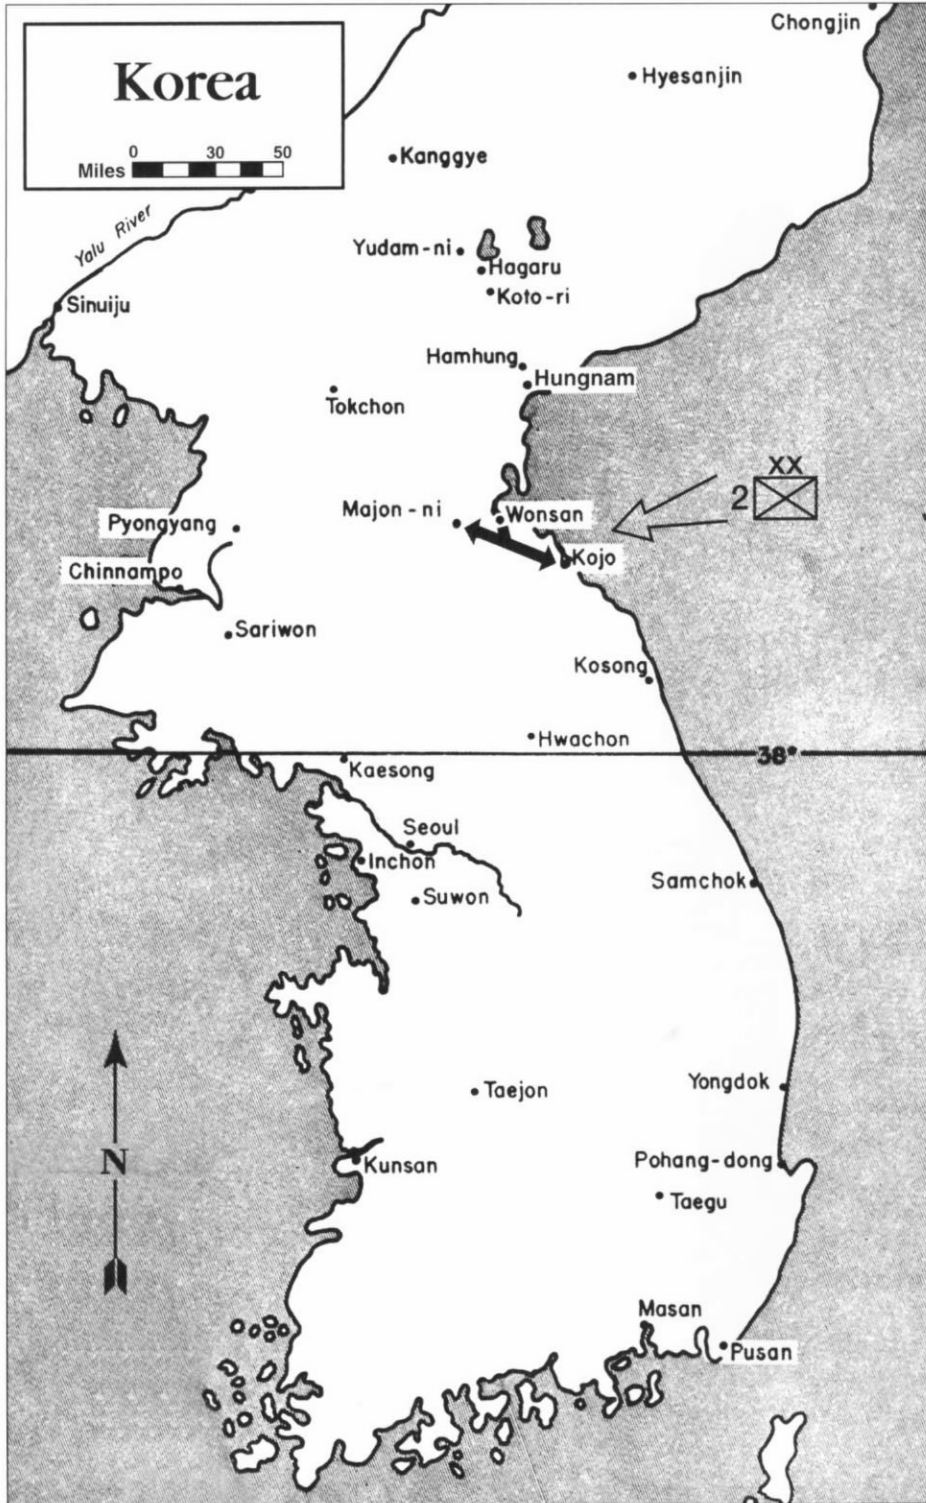 Chongjin
Korea
0 30 50
Miles
Hyesanjin
Kanggye
Yalu River
Yudam-ni
Hagaru
Koto-ri
Sinuiju
Hamhung
Hungnam
Tokchon
XX
2
Majon-ni
Wonsan
Pyongyang
Kojo
Chinnampo
Sariwon
Kosong
Hwachon
38°
Kaesong
Seoul
Inchon
Samchok
Suwon
Taejon
Yongdok
N
Kunsan
Pohang-dong
Taegu
Masan
Pusan